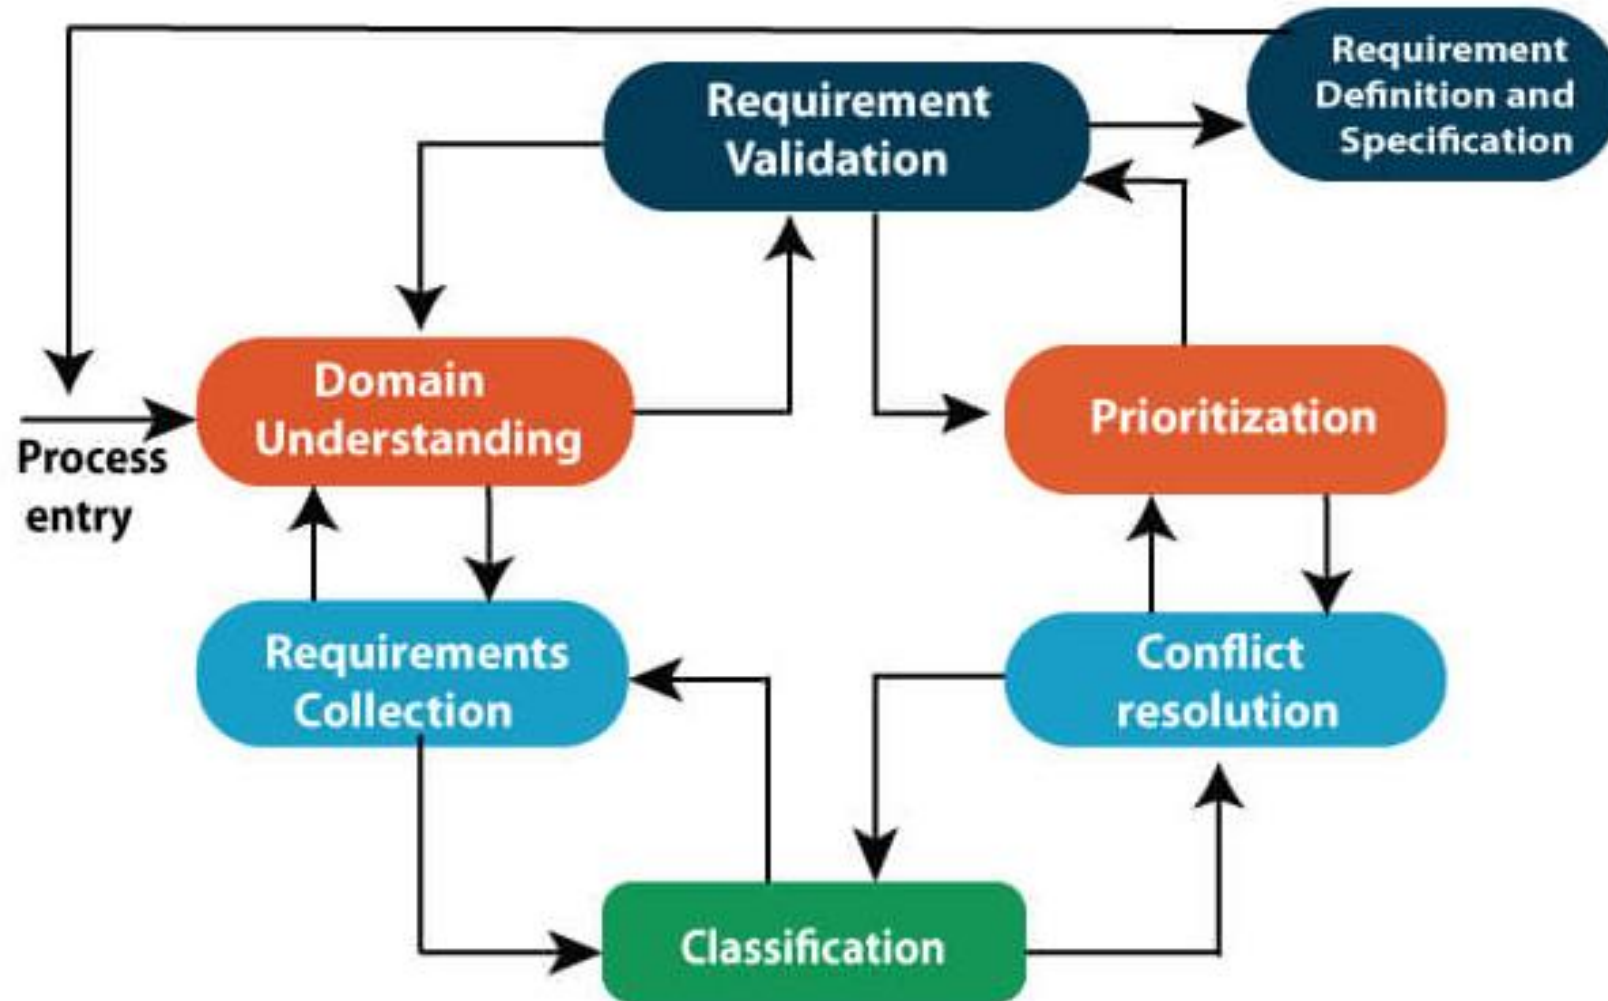 Requirement
Definition and
Specification
Requirement
Validation
Domain
Understanding
Prioritization
Process
entry
Requirements
Collection
Conflict
resolution
Classification